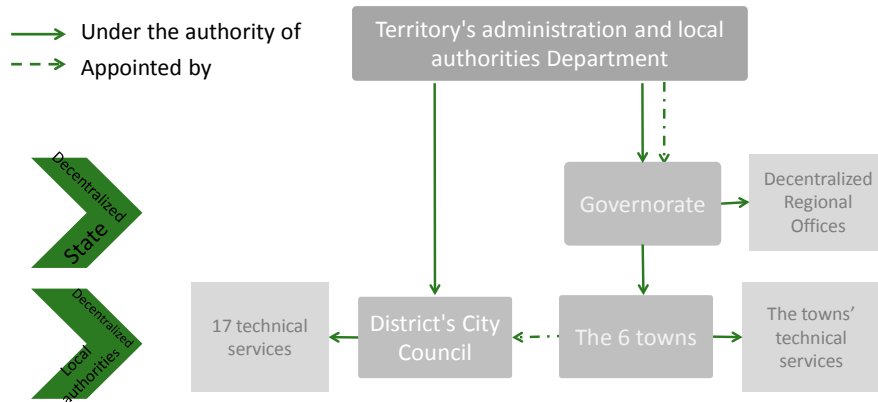 Under the authority of
Appointed by
Territory's administration and local
authorities Department
Decentralized
State
Governorate
Decentralized
Regional
Offices
Decentralized
Local
authorities
17 technical
services
District's City
Council
The 6 towns
The towns’
technical
services